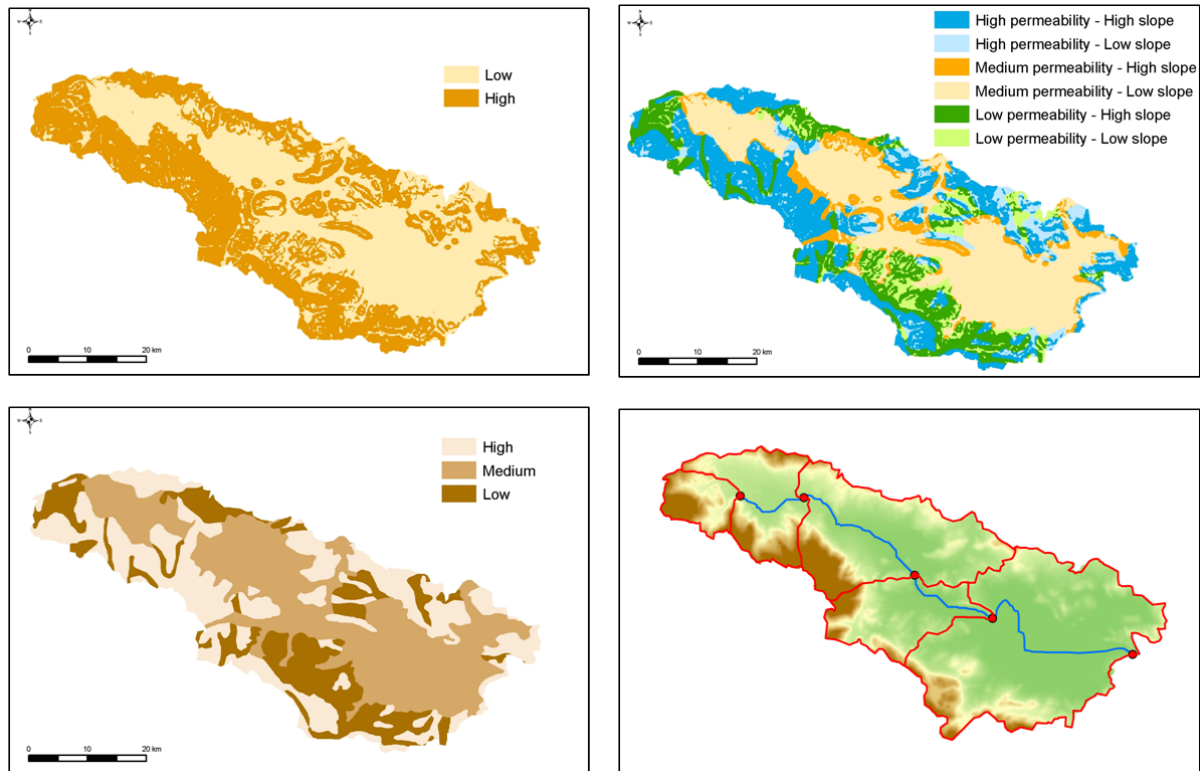 Low
High
0 10 20 km
High permeability - High slope
High permeability - Low slope
Medium permeability - High slope
Medium permeability - Low slope
Low permeability - High slope
Low permeability - Low slope
0 10 20 km
High
Medium
Low
0 10 20 km